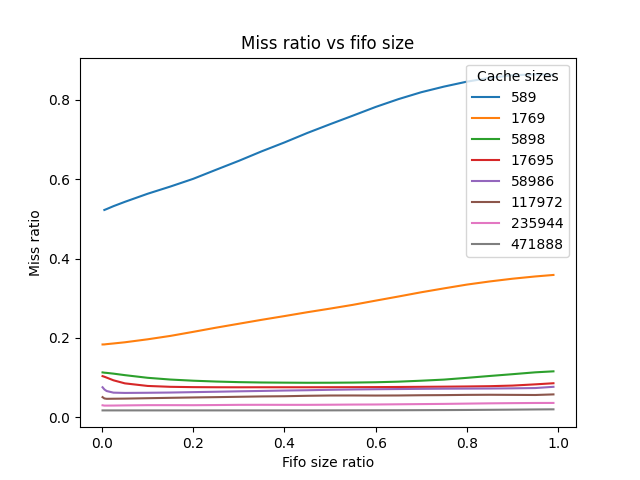 Miss ratio vs fifo size
Cache sizes
589
1769
5898
17695
58986
117972
235944
471888
Miss ratio
0.8
0.6
0.4
0.2
0.0
0.0 0.2 0.4 0.6 0.8 1.0
Fifo size ratio